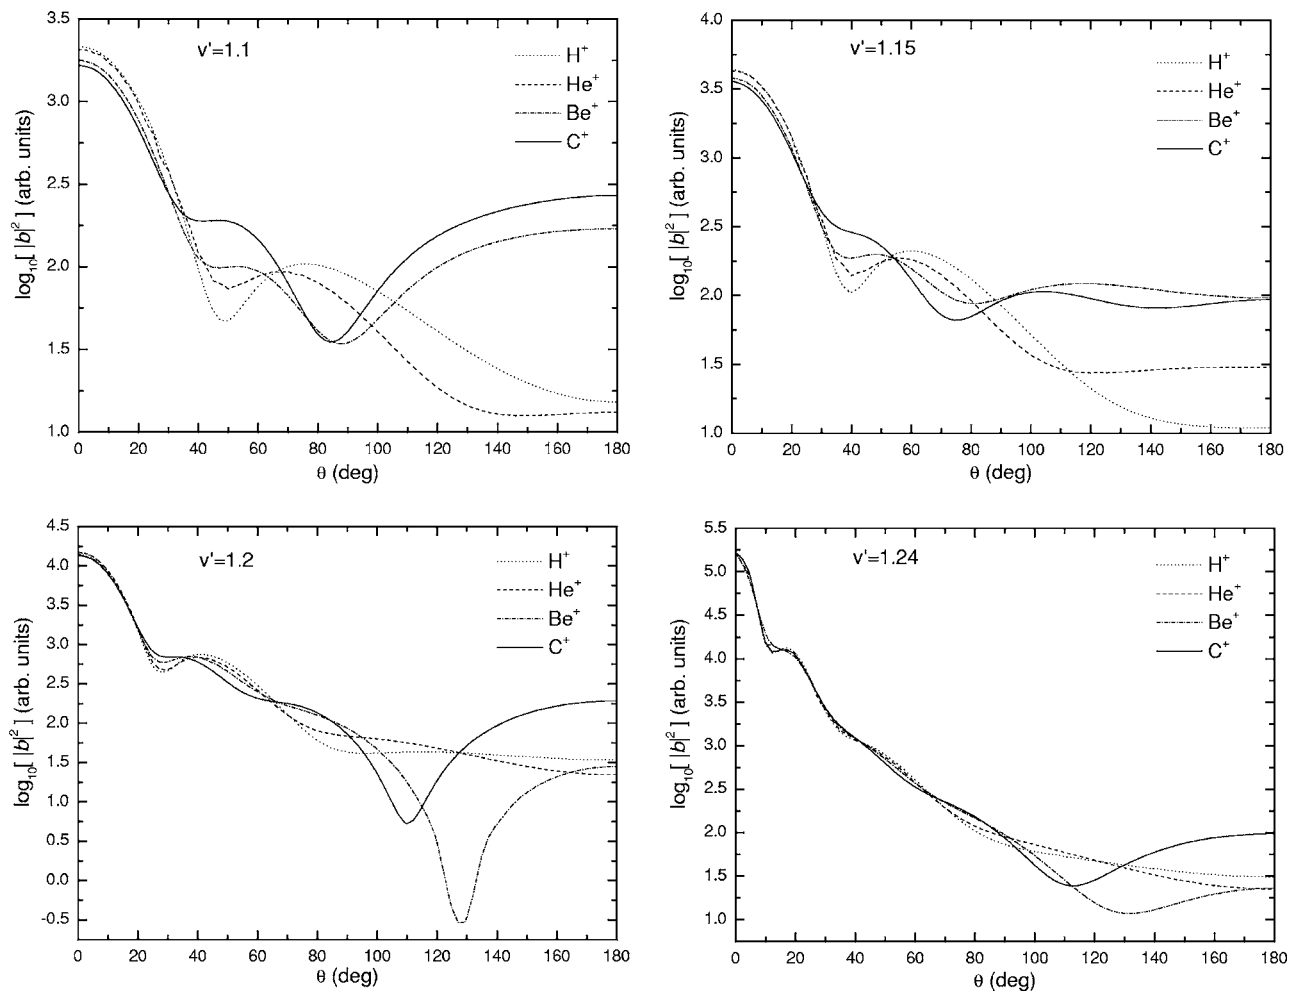 v'=1.1
H⁺
He⁺
Be⁺
C⁺
3.5
3.0
2.5
2.0
1.5
1.0
log₁₀[ |b|² ] (arb. units)
0 20 40 60 80 100 120 140 160 180
θ (deg)
v'=1.15
H⁺
He⁺
Be⁺
C⁺
4.0
3.5
3.0
2.5
2.0
1.5
1.0
log₁₀[ |b|² ] (arb. units)
0 20 40 60 80 100 120 140 160 180
θ (deg)
v'=1.2
H⁺
He⁺
Be⁺
C⁺
4.5
4.0
3.5
3.0
2.5
2.0
1.5
1.0
0.5
0.0
-0.5
log₁₀[ |b|² ] (arb. units)
0 20 40 60 80 100 120 140 160 180
θ (deg)
v'=1.24
H⁺
He⁺
Be⁺
C⁺
5.5
5.0
4.5
4.0
3.5
3.0
2.5
2.0
1.5
1.0
log₁₀[ |b|² ] (arb. units)
0 20 40 60 80 100 120 140 160 180
θ (deg)